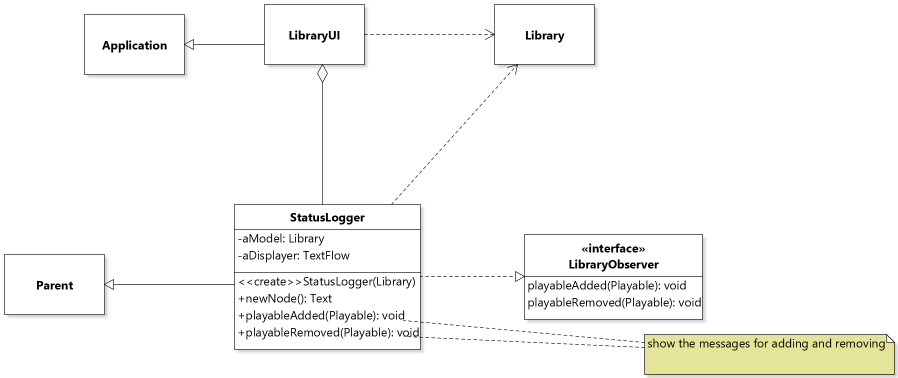 Application
LibraryUI
Library
StatusLogger
-aModel: Library
-aDisplayer: TextFlow
<<create>>StatusLogger(Library)
+newNode(): Text
+playableAdded(Playable): void
+playableRemoved(Playable): void
Parent
«interface»
LibraryObserver
playableAdded(Playable): void
playableRemoved(Playable): void
show the messages for adding and removing